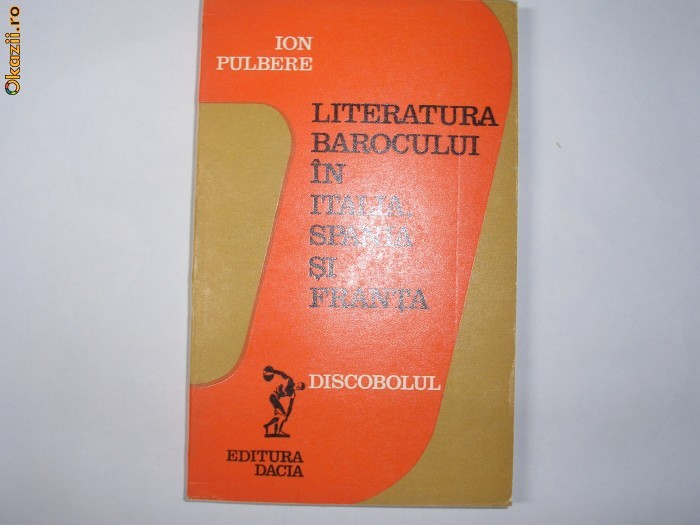 Okazii.ro
ION
PULBERE
LITERATURA
BAROCULUI
ÎN
ITALIA,
SPANIA
ȘI
FRANȚA
DISCOBOLUL
EDITURA
DACIA